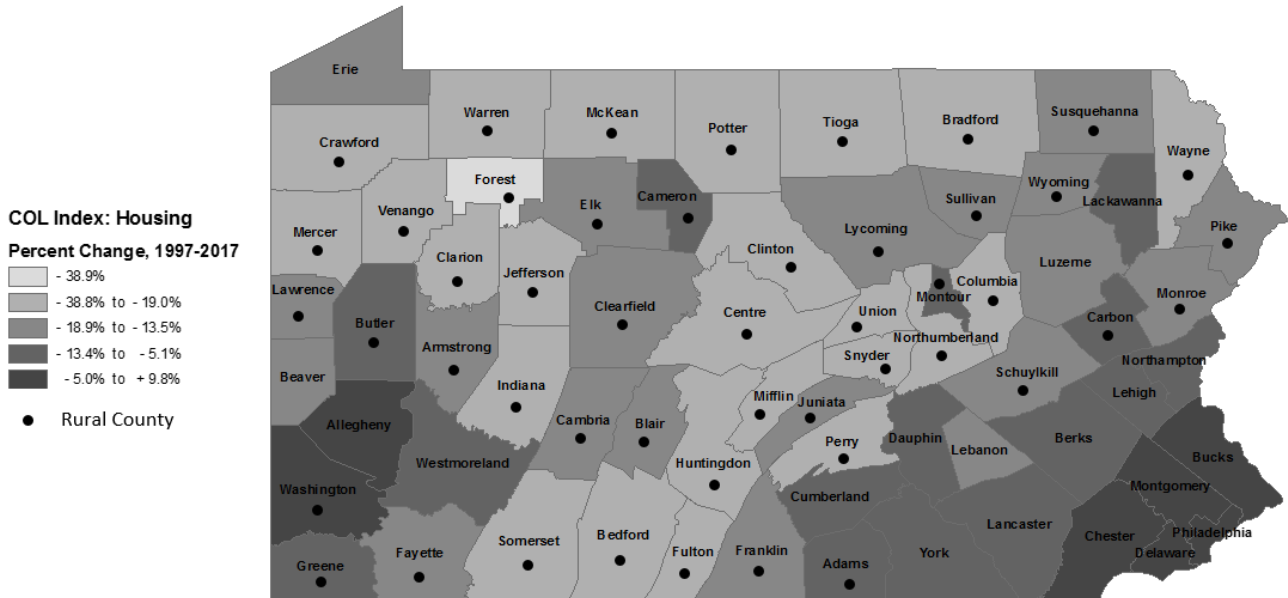 COL Index: Housing
Percent Change, 1997-2017
- 38.9%
- 38.8% to - 19.0%
- 18.9% to - 13.5%
- 13.4% to - 5.1%
- 5.0% to + 9.8%
Rural County
Erie
Warren
McKean
Potter
Tioga
Bradford
Susquehanna
Crawford
Wayne
Forest
Elk
Cameron
Sullivan
Wyoming
Lackawanna
Venango
Mercer
Pike
Lycoming
Clinton
Clarion
Jefferson
Luzerne
Columbia
Lawrence
Clearfield
Montour
Monroe
Butler
Centre
Union
Carbon
Armstrong
Northumberland
Snyder
Northampton
Beaver
Schuylkill
Indiana
Mifflin
Juniata
Lehigh
Allegheny
Cambria
Blair
Perry
Dauphin
Lebanon
Berks
Bucks
Westmoreland
Huntingdon
Washington
Cumberland
Montgomery
Lancaster
Philadelphia
Somerset
Bedford
Fulton
Franklin
Adams
York
Chester
Delaware
Fayette
Greene